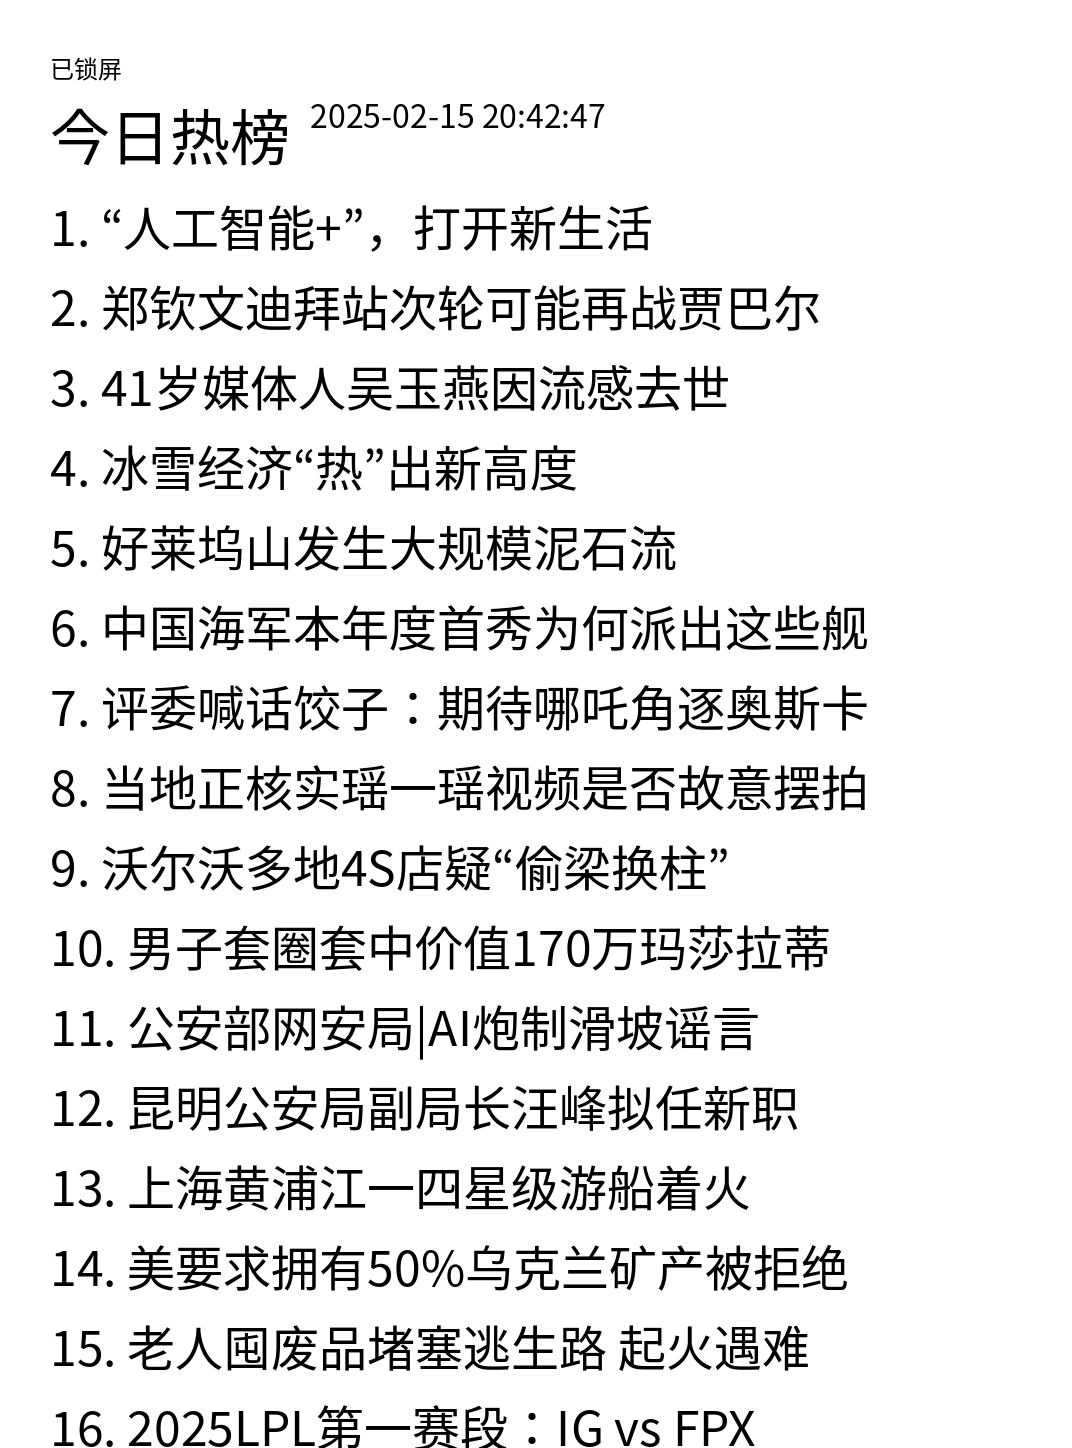 已锁屏
今日热榜 2025-02-15 20:42:47
1. “人工智能+”，打开新生活
2. 郑钦文迪拜站次轮可能再战贾巴尔
3. 41岁媒体人吴玉燕因流感去世
4. 冰雪经济“热”出新高度
5. 好莱坞山发生大规模泥石流
6. 中国海军本年度首秀为何派出这些舰
7. 评委喊话饺子：期待哪吒角逐奥斯卡
8. 当地正核实瑶一瑶视频是否故意摆拍
9. 沃尔沃多地4S店疑“偷梁换柱”
10. 男子套圈套中价值170万玛莎拉蒂
11. 公安部网安局|AI炮制滑坡谣言
12. 昆明公安局副局长汪峰拟任新职
13. 上海黄浦江一四星级游船着火
14. 美要求拥有50%乌克兰矿产被拒绝
15. 老人囤废品堵塞逃生路 起火遇难
16. 2025LPL第一赛段：IG vs FPX